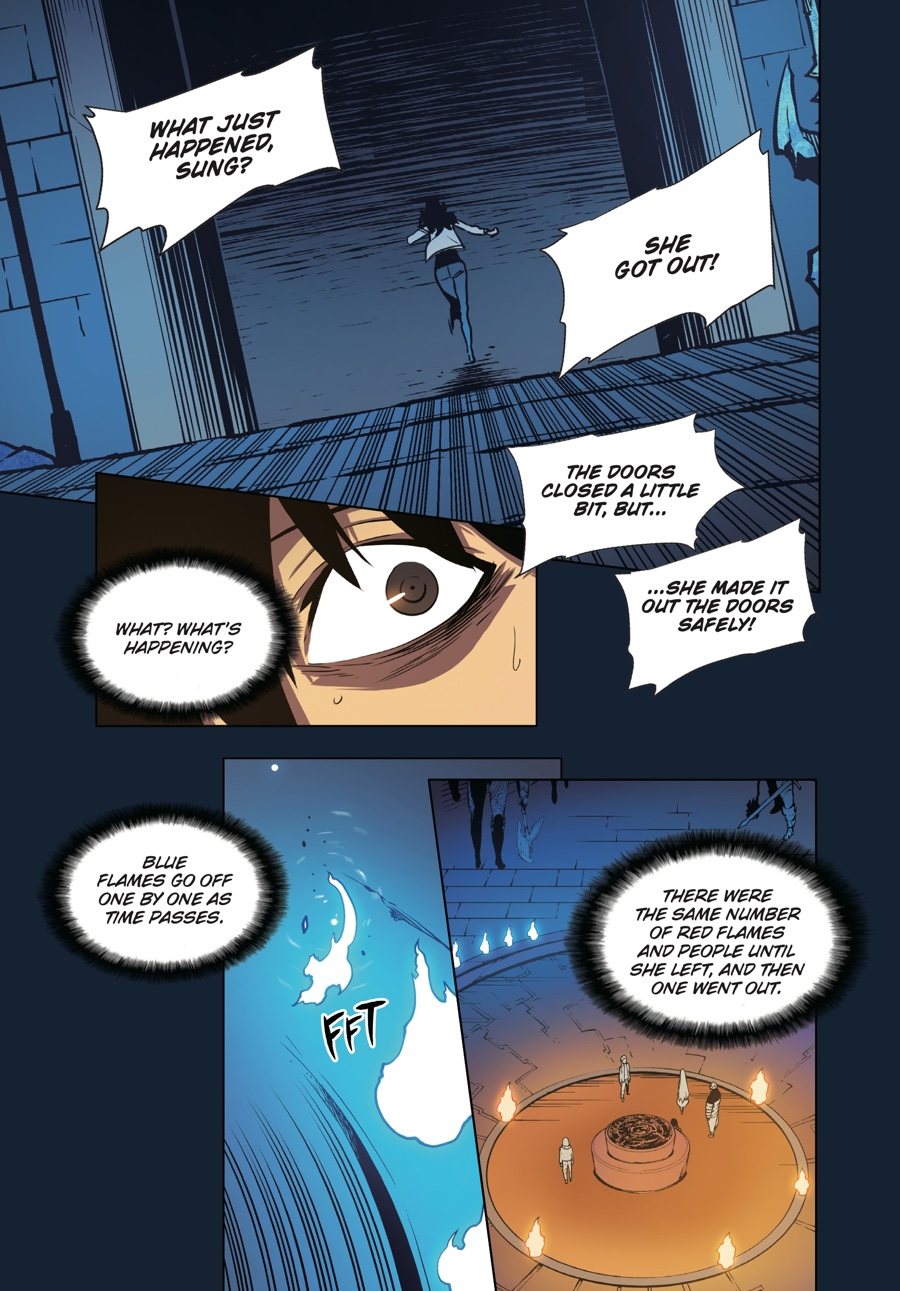 WHAT JUST
HAPPENED,
SUNG?
SHE
GOT OUT!
THE DOORS
CLOSED A LITTLE
BIT, BUT...
...SHE MADE IT
OUT THE DOORS
SAFELY!
WHAT? WHAT'S
HAPPENING?
BLUE
FLAMES GO OFF
ONE BY ONE AS
TIME PASSES.
THERE WERE
THE SAME NUMBER
OF RED FLAMES
AND PEOPLE UNTIL
SHE LEFT, AND THEN
ONE WENT OUT.
FFT